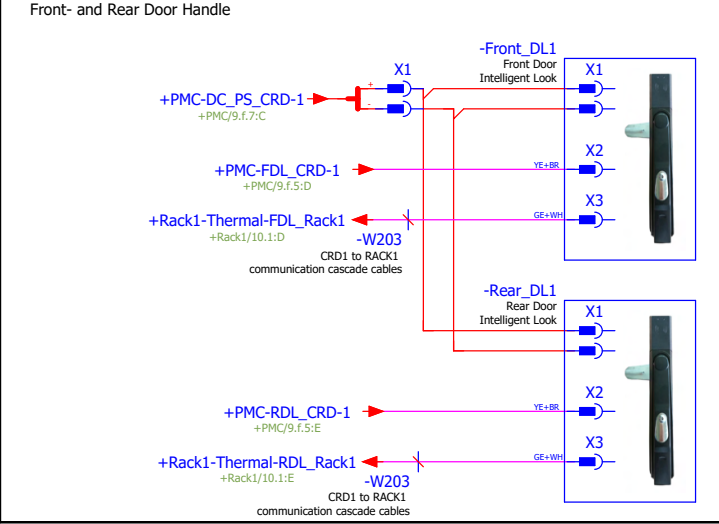 Front- and Rear Door Handle
-Front_DL1
Front Door
Intelligent Look
X1
X1
+
-
+PMC-DC_PS_CRD-1
+PMC/9.f.7:C
X2
+PMC-FDL_CRD-1
YE+BR
+PMC/9.f.5:D
X3
+Rack1-Thermal-FDL_Rack1
GE+WH
+Rack1/10.1:D
-W203
CRD1 to RACK1
communication cascade cables
-Rear_DL1
Rear Door
Intelligent Look
X1
X2
+PMC-RDL_CRD-1
YE+BR
+PMC/9.f.5:E
X3
+Rack1-Thermal-RDL_Rack1
GE+WH
+Rack1/10.1:E
-W203
CRD1 to RACK1
communication cascade cables